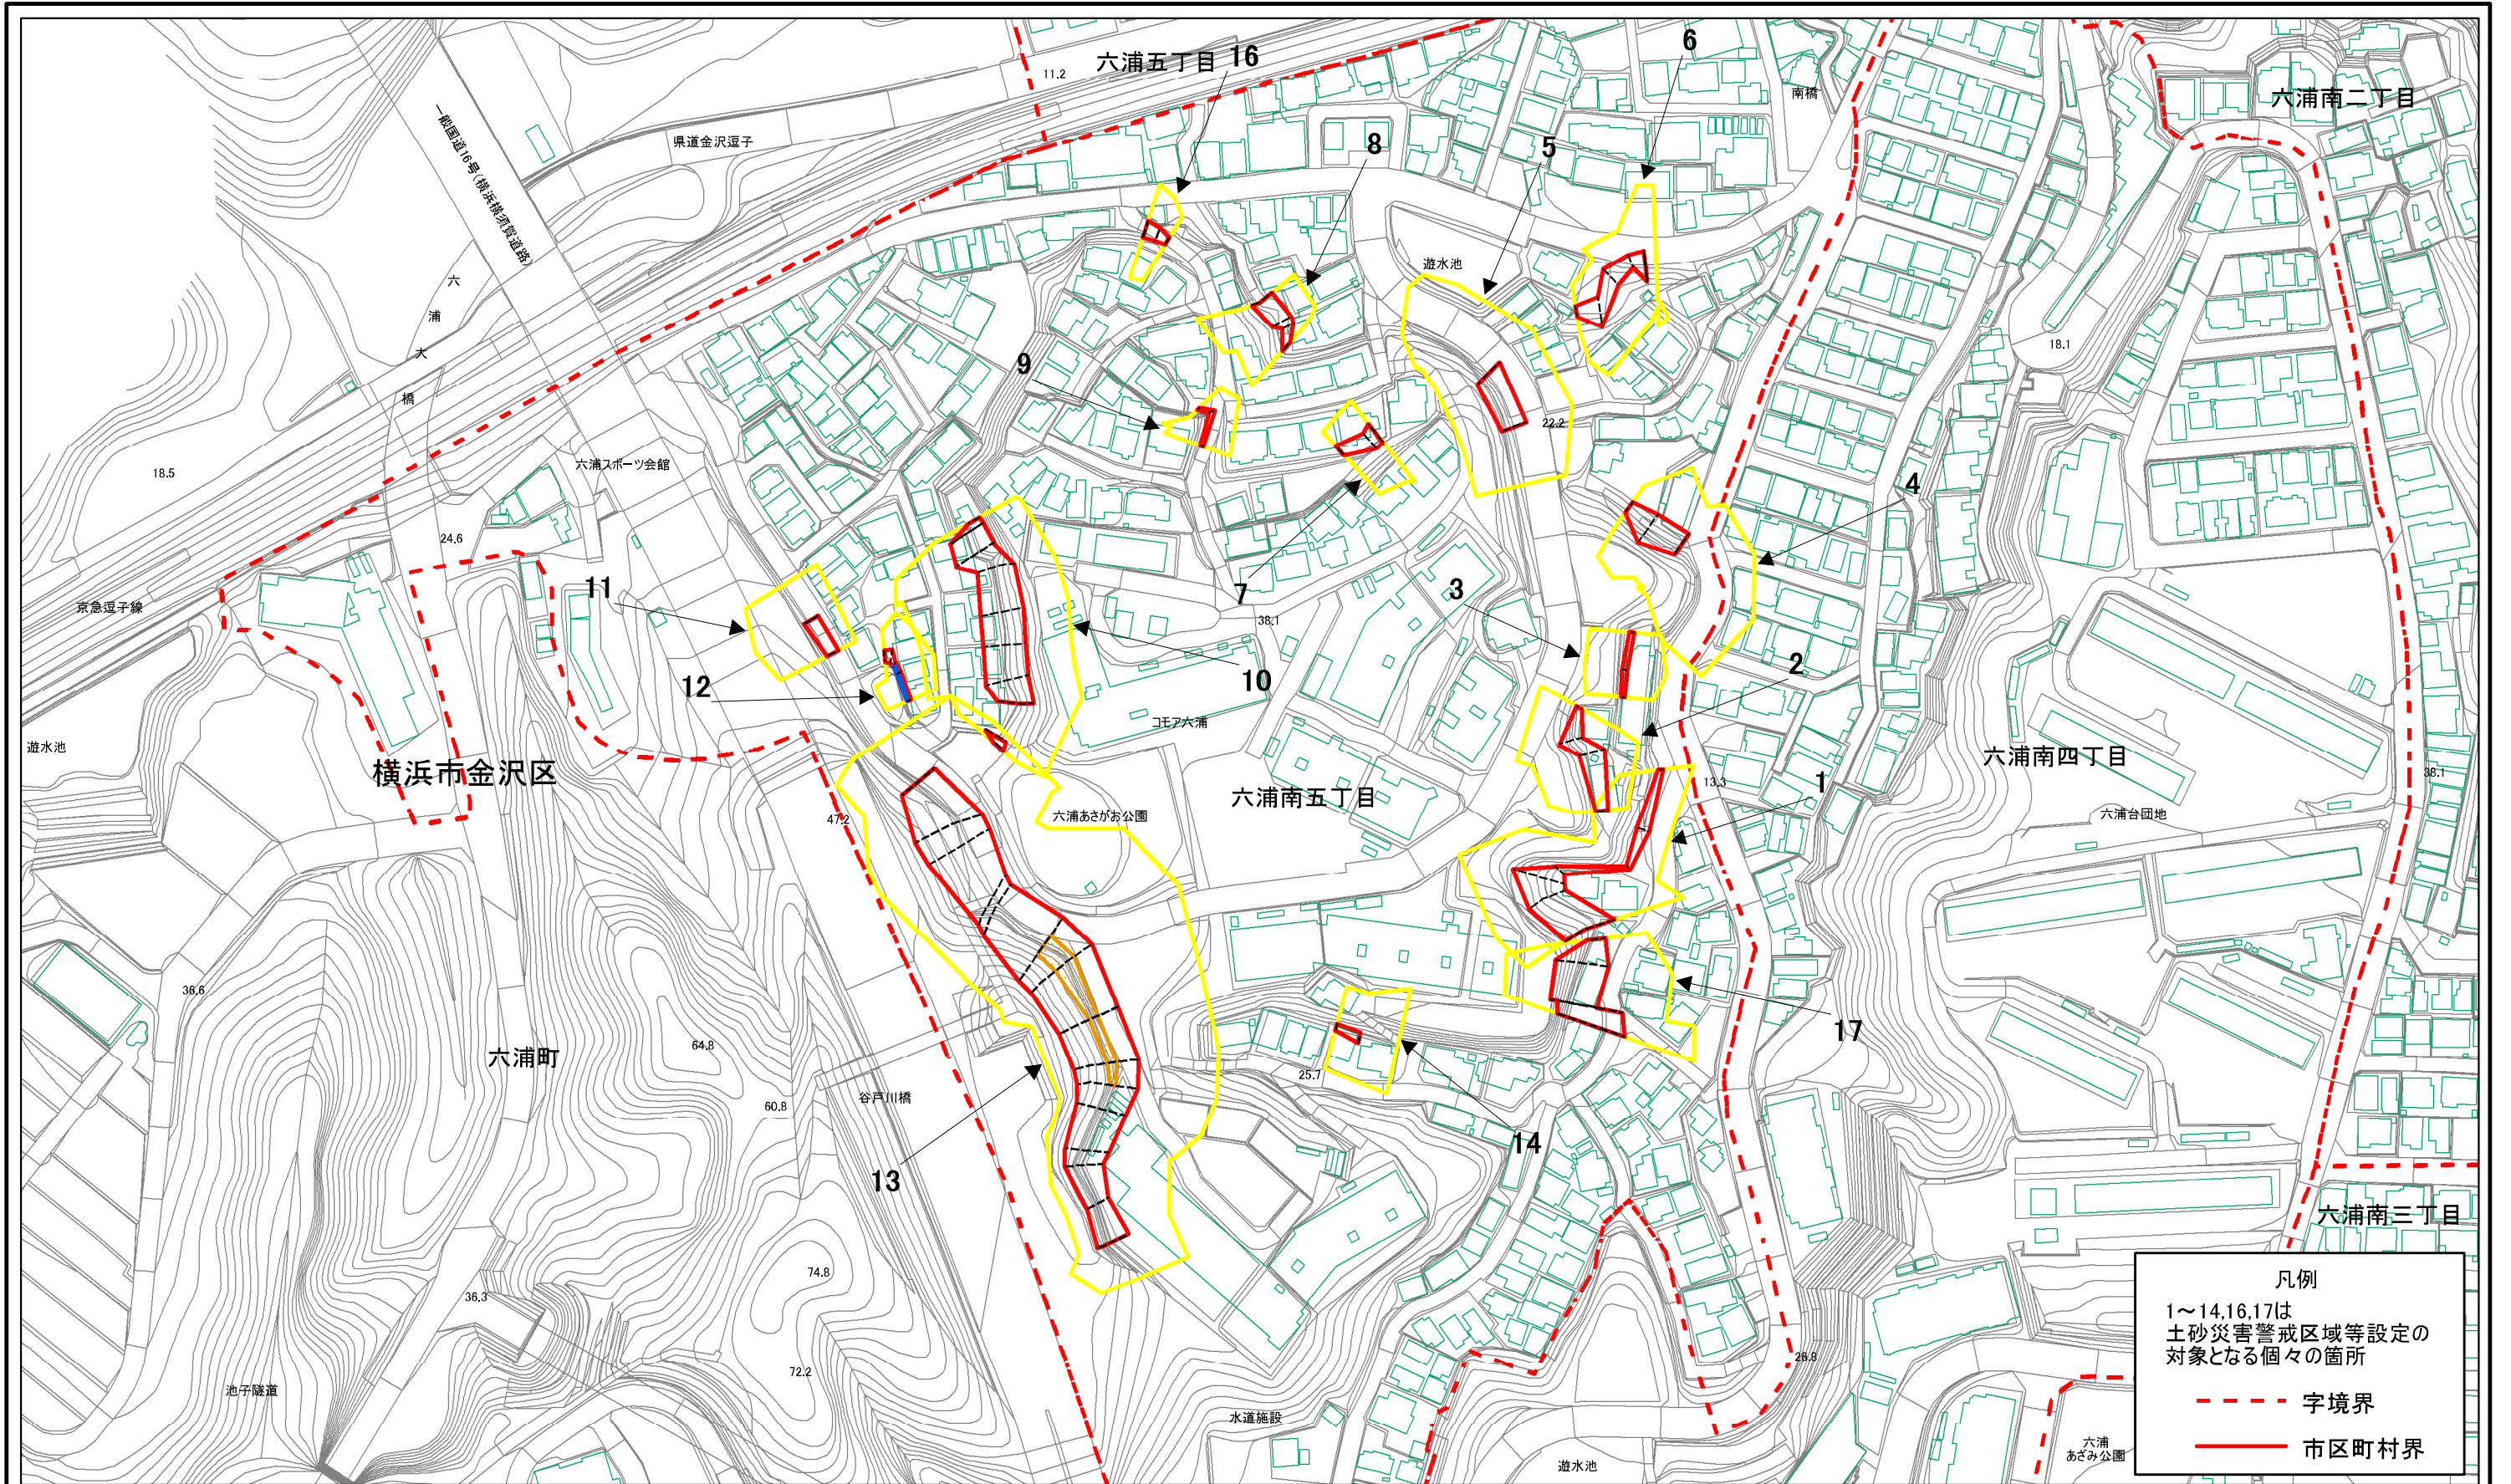 六浦五丁目
16
6
11.2
南橋
六浦南二丁目
一般国道16号(横浜横須賀道路)
県道金沢逗子
8
5
六浦大橋
遊水池
18.1
9
22.2
18.5
六浦スポーツ会館
4
24.6
11
7
3
京急逗子線
38.1
10
2
12
コモア六浦
遊水池
横浜市金沢区
六浦南四丁目
38.1
13.3
1
六浦南五丁目
47.2
六浦あさがお公園
六浦台団地
36.6
17
64.8
六浦町
25.7
谷戸川橋
60.8
14
13
六浦南三丁目
74.8
36.3
72.2
26.8
池子隧道
水道施設
遊水池
六浦
あざみ公園
凡例
1～14,16,17は
土砂災害警戒区域等設定の
対象となる個々の箇所
字境界
市区町村界